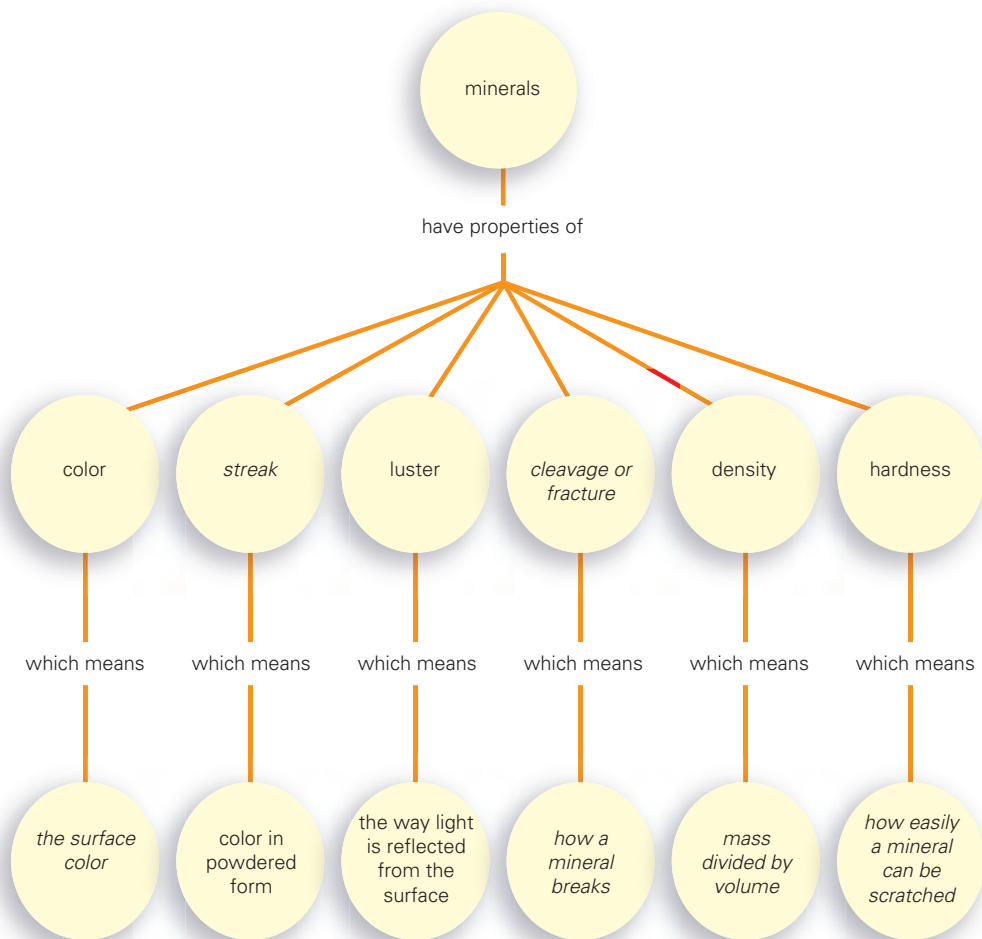 minerals
have properties of
color
streak
luster
cleavage or
fracture
density
hardness
which means
which means
which means
which means
which means
which means
the surface
color
color in
powdered
form
the way light
is reflected
from the
surface
how a
mineral
breaks
mass
divided by
volume
how easily
a mineral
can be
scratched